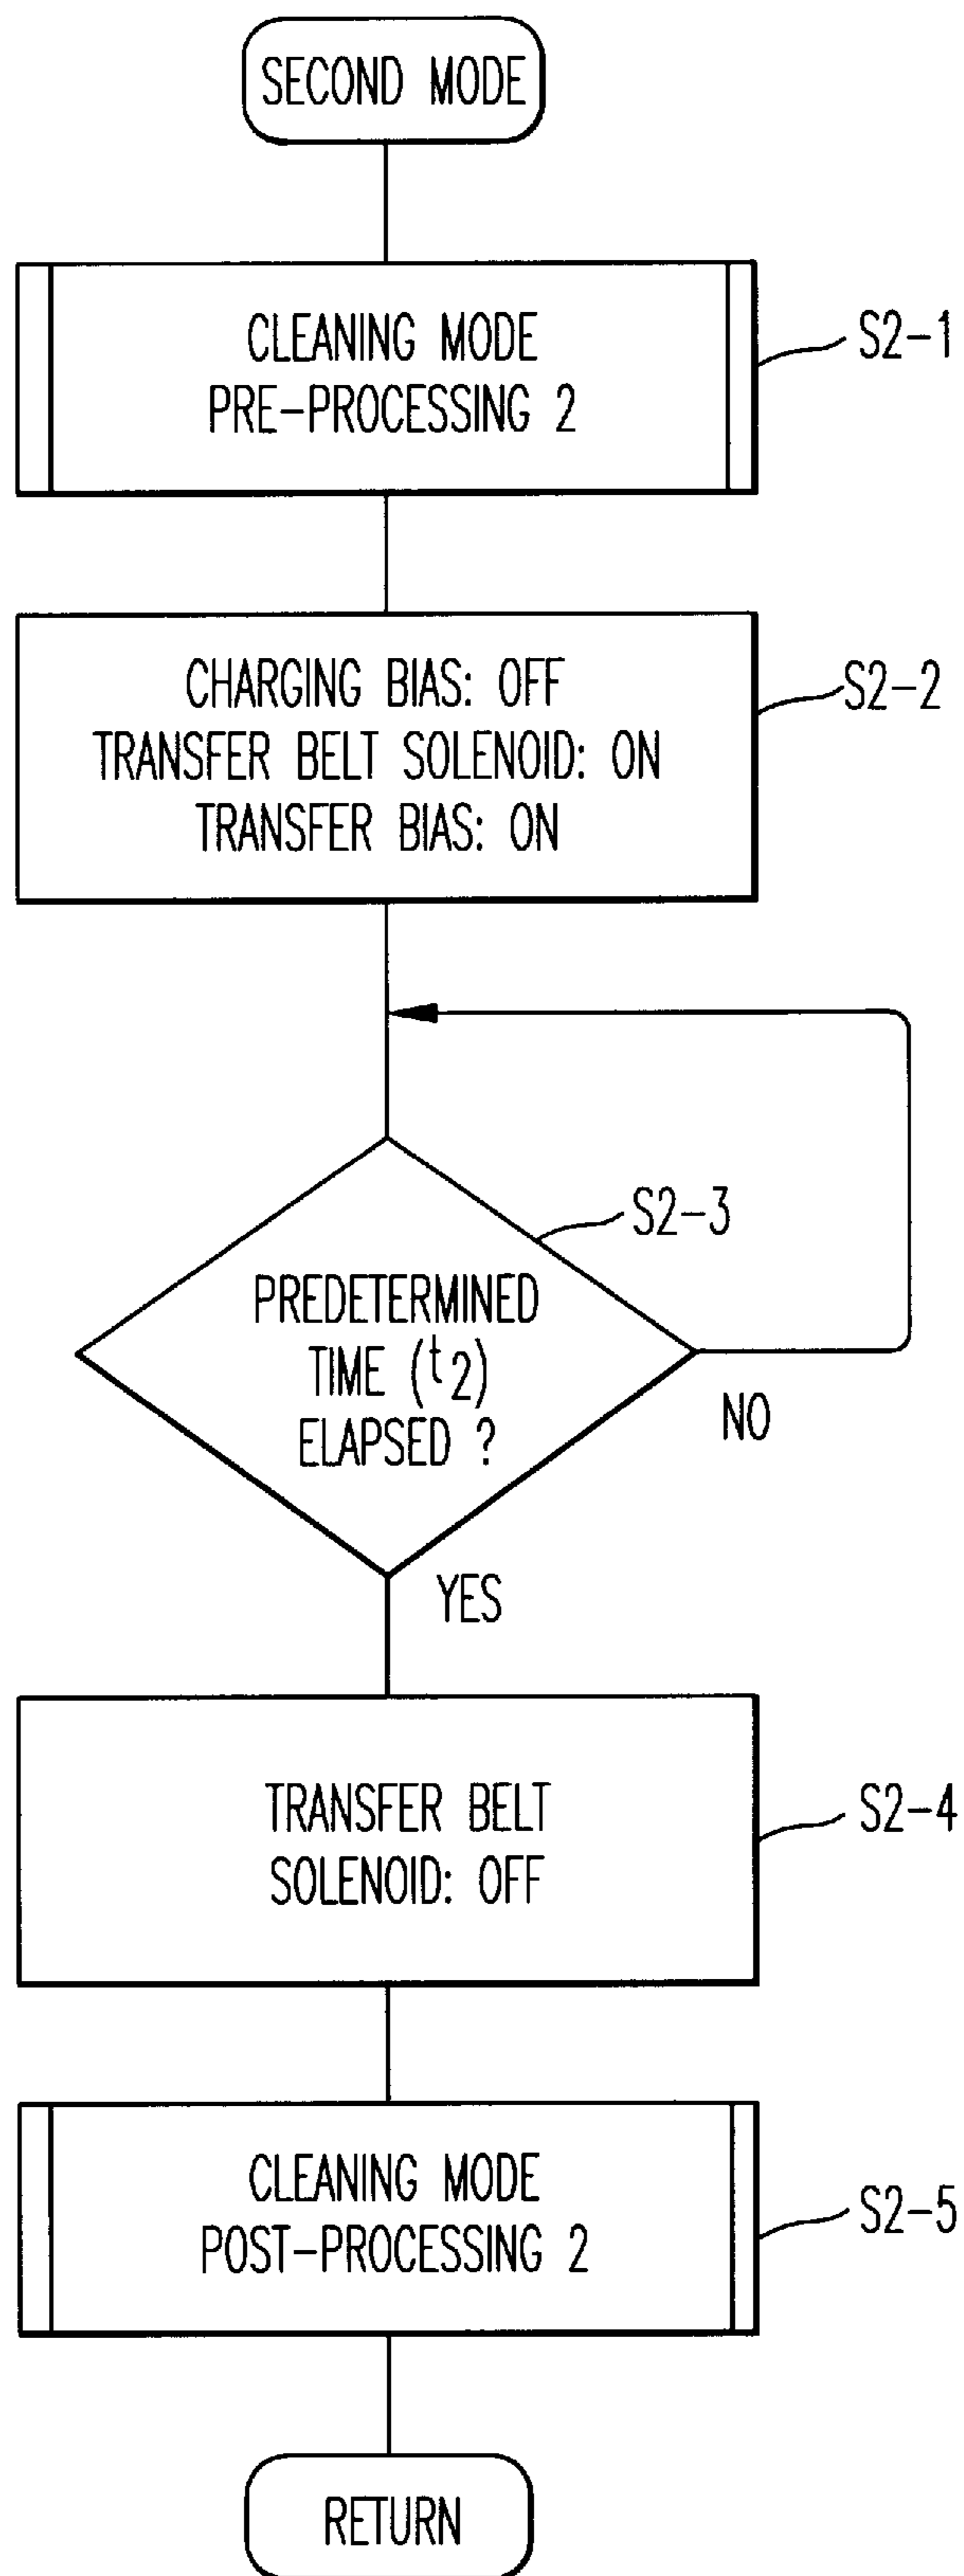 SECOND MODE
CLEANING MODE
PRE-PROCESSING 2
S2-1
CHARGING BIAS: OFF
TRANSFER BELT SOLENOID: ON
TRANSFER BIAS: ON
S2-2
S2-3
PREDETERMINED
TIME (t2)
ELAPSED ?
NO
YES
TRANSFER BELT
SOLENOID: OFF
S2-4
CLEANING MODE
POST-PROCESSING 2
S2-5
RETURN